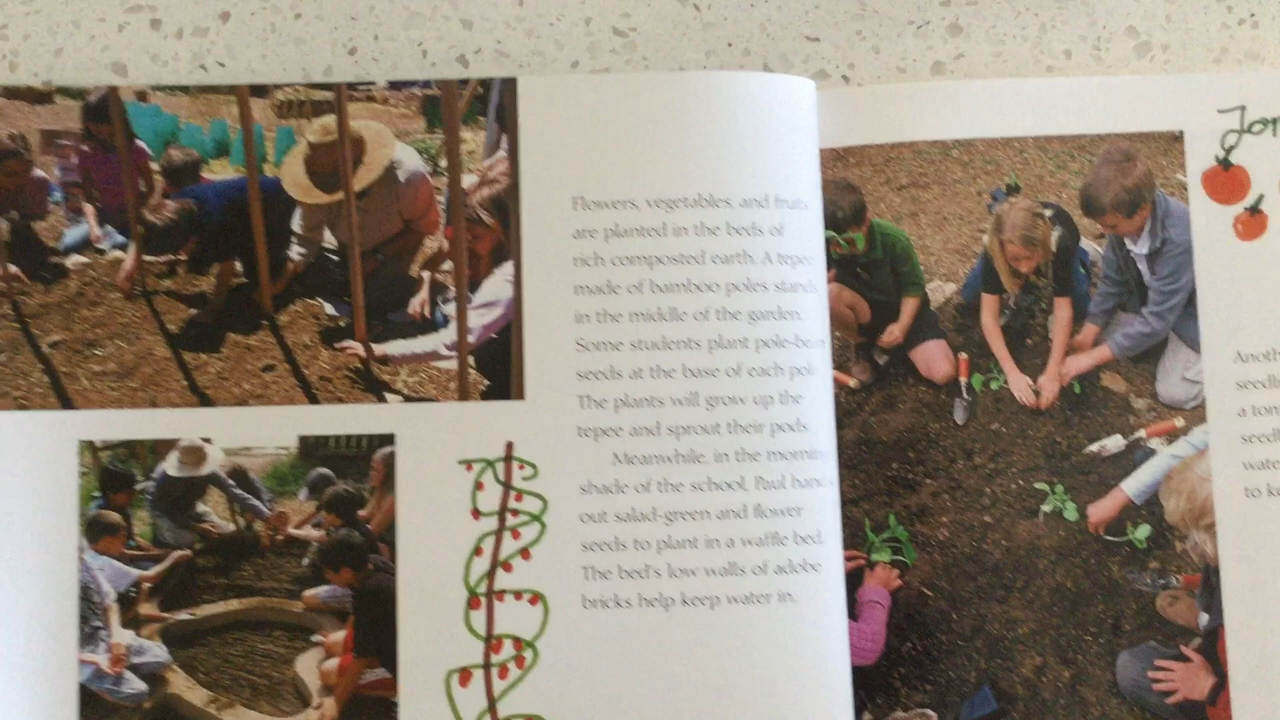 Flowers, vegetables, and fruits
are planted in the beds of
rich composted earth. A tepee
made of bamboo poles stands
in the middle of the garden.
Some students plant pole-bean
seeds at the base of each pole.
The plants will grow up the
tepee and sprout their pods.
Meanwhile, in the morning
shade of the school, Paul hands
out salad-green and flower
seeds to plant in a waffle bed.
The bed's low walls of adobe
bricks help keep water in.
a tom
to k